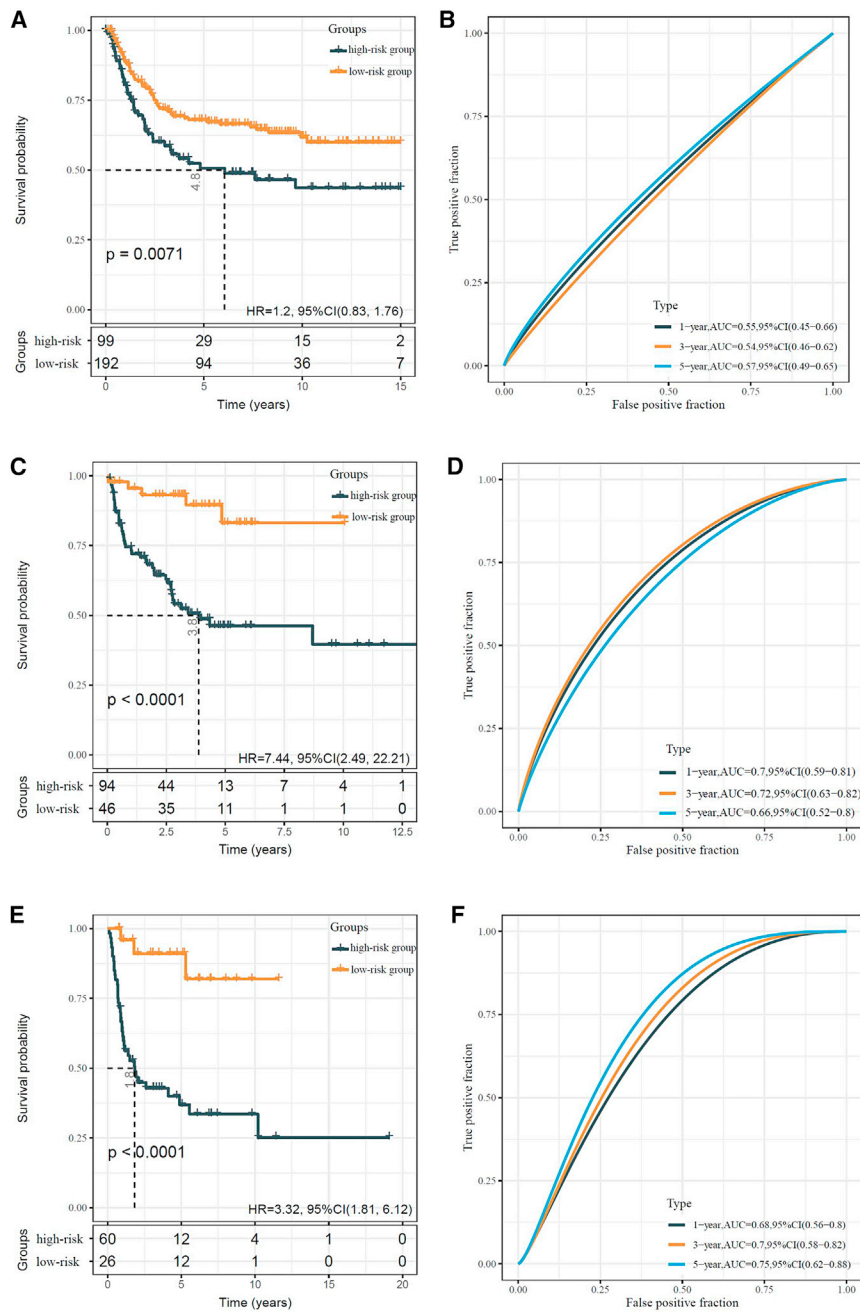 A
Groups
high-risk group
low-risk group
1.00
0.75
0.50
0.25
0.00
Survival probability
4.8
p = 0.0071
HR=1.2, 95%CI(0.83, 1.76)
Groups
high-risk 99 29 15 2
low-risk 192 94 36 7
0 5 10 15
Time (years)
B
1.00
0.75
0.50
0.25
0.00
True positive fraction
Type
1−year,AUC=0.55,95%CI(0.45−0.66)
3−year,AUC=0.54,95%CI(0.46−0.62)
5−year,AUC=0.57,95%CI(0.49−0.65)
0.00 0.25 0.50 0.75 1.00
False positive fraction
C
Groups
high-risk group
low-risk group
1.00
0.75
0.50
0.25
0.00
Survival probability
3.8
p < 0.0001
HR=7.44, 95%CI(2.49, 22.21)
Groups
high-risk 94 44 13 7 4 1
low-risk 46 35 11 1 1 0
0 2.5 5 7.5 10 12.5
Time (years)
D
1.00
0.75
0.50
0.25
0.00
True positive fraction
Type
1−year,AUC=0.7,95%CI(0.59−0.81)
3−year,AUC=0.72,95%CI(0.63−0.82)
5−year,AUC=0.66,95%CI(0.52−0.8)
0.00 0.25 0.50 0.75 1.00
False positive fraction
E
Groups
high-risk group
low-risk group
1.00
0.75
0.50
0.25
0.00
Survival probability
1.8
p < 0.0001
HR=3.32, 95%CI(1.81, 6.12)
Groups
high-risk 60 12 4 1 0
low-risk 26 12 1 0 0
0 5 10 15 20
Time (years)
F
1.00
0.75
0.50
0.25
0.00
True positive fraction
Type
1−year,AUC=0.68,95%CI(0.56−0.8)
3−year,AUC=0.7,95%CI(0.58−0.82)
5−year,AUC=0.75,95%CI(0.62−0.88)
0.00 0.25 0.50 0.75 1.00
False positive fraction